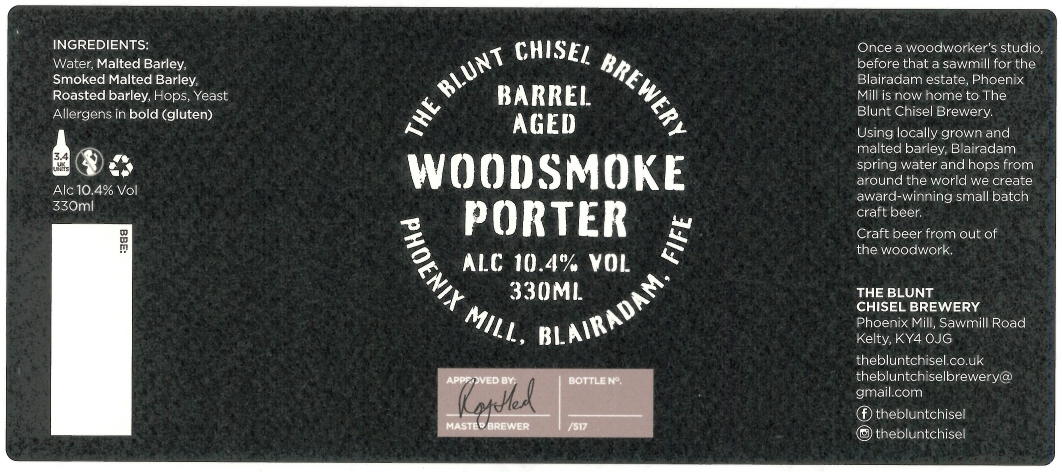 INGREDIENTS:
Water, Malted Barley,
Smoked Malted Barley,
Roasted barley, Hops, Yeast
Allergens in bold (gluten)
3.4
UK
UNITS
Alc 10.4% Vol
330ml
BBE:
THE BLUNT CHISEL BREWERY
BARREL
AGED
WOODSMOKE
PORTER
ALC 10.4% VOL
330ML
PHOENIX MILL, BLAIRADAM, FIFE
APPROVED BY:
MASTER BREWER
BOTTLE Nº.
/517
Once a woodworker's studio,
before that a sawmill for the
Blairadam estate, Phoenix
Mill is now home to The
Blunt Chisel Brewery.
Using locally grown and
malted barley, Blairadam
spring water and hops from
around the world we create
award-winning small batch
craft beer.
Craft beer from out of
the woodwork.
THE BLUNT
CHISEL BREWERY
Phoenix Mill, Sawmill Road
Kelty, KY4 0JG
thebluntchisel.co.uk
thebluntchiselbrewery@
gmail.com
thebluntchisel
thebluntchisel